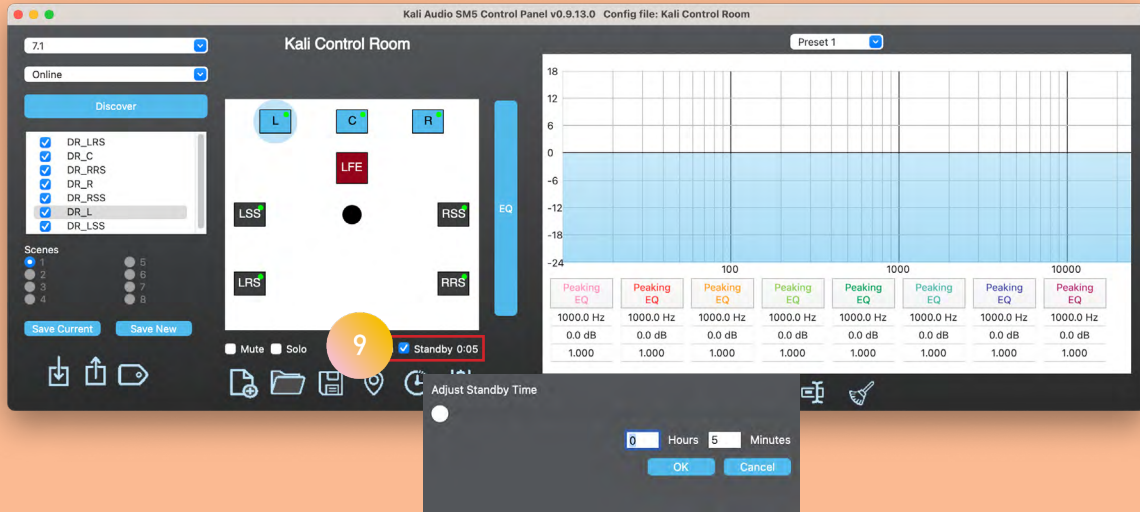 Kali Audio SM5 Control Panel v0.9.13.0 Config file: Kali Control Room
7.1
Online
Discover
DR_LRS
DR_C
DR_RRS
DR_R
DR_RSS
DR_L
DR_LSS
Scenes
1 5
2 6
3 7
4 8
Save Current Save New
Kali Control Room
L C R
LFE
LSS RSS
LRS RRS
EQ
Mute Solo 9 Standby 0:05
Preset 1
18
12
6
0
-6
-12
-18
-24
100 1000 10000
Peaking Peaking Peaking Peaking Peaking Peaking Peaking Peaking
EQ EQ EQ EQ EQ EQ EQ EQ
1000.0 Hz 1000.0 Hz 1000.0 Hz 1000.0 Hz 1000.0 Hz 1000.0 Hz 1000.0 Hz 1000.0 Hz
0.0 dB 0.0 dB 0.0 dB 0.0 dB 0.0 dB 0.0 dB 0.0 dB 0.0 dB
1.000 1.000 1.000 1.000 1.000 1.000 1.000 1.000
Adjust Standby Time
0 Hours 5 Minutes
OK Cancel